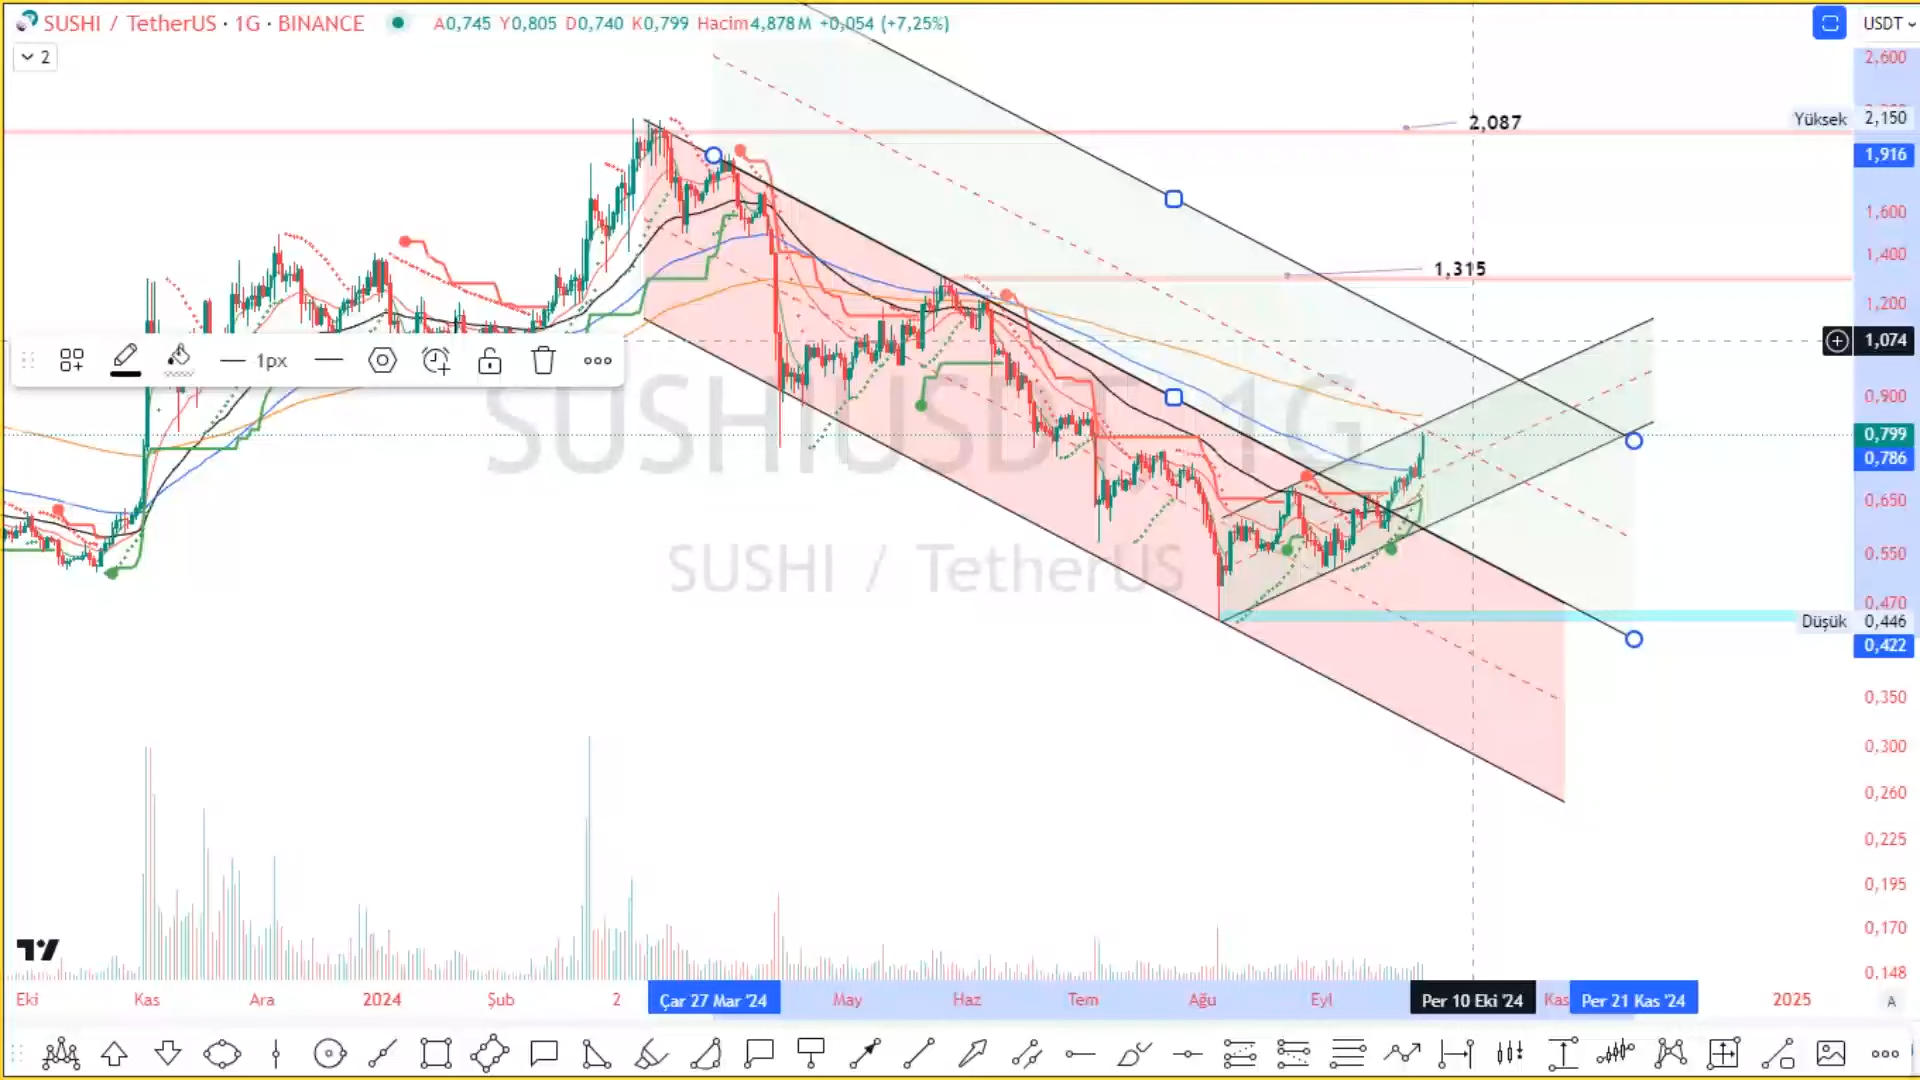 SUSHI / TetherUS · 1G · BINANCE A0,745 Y0,805 D0,740 K0,799 Hacim4,878M +0,054 (+7,25%)
USDT
2
2,600
2,087
Yüksek 2,150
1,916
1,600
1,400
1,315
1,200
1,074
1px
0,900
SUSHIUSDT 1G
0,799
0,786
0,650
SUSHI / TetherUS
0,550
0,470
Düşük 0,446
0,422
0,350
0,300
0,260
0,225
0,195
0,170
0,148
Eki Kas Ara 2024 Şub 2 Çar 27 Mar '24 May Haz Tem Ağu Eyl Per 10 Eki '24 Kas Per 21 Kas '24 2025 A